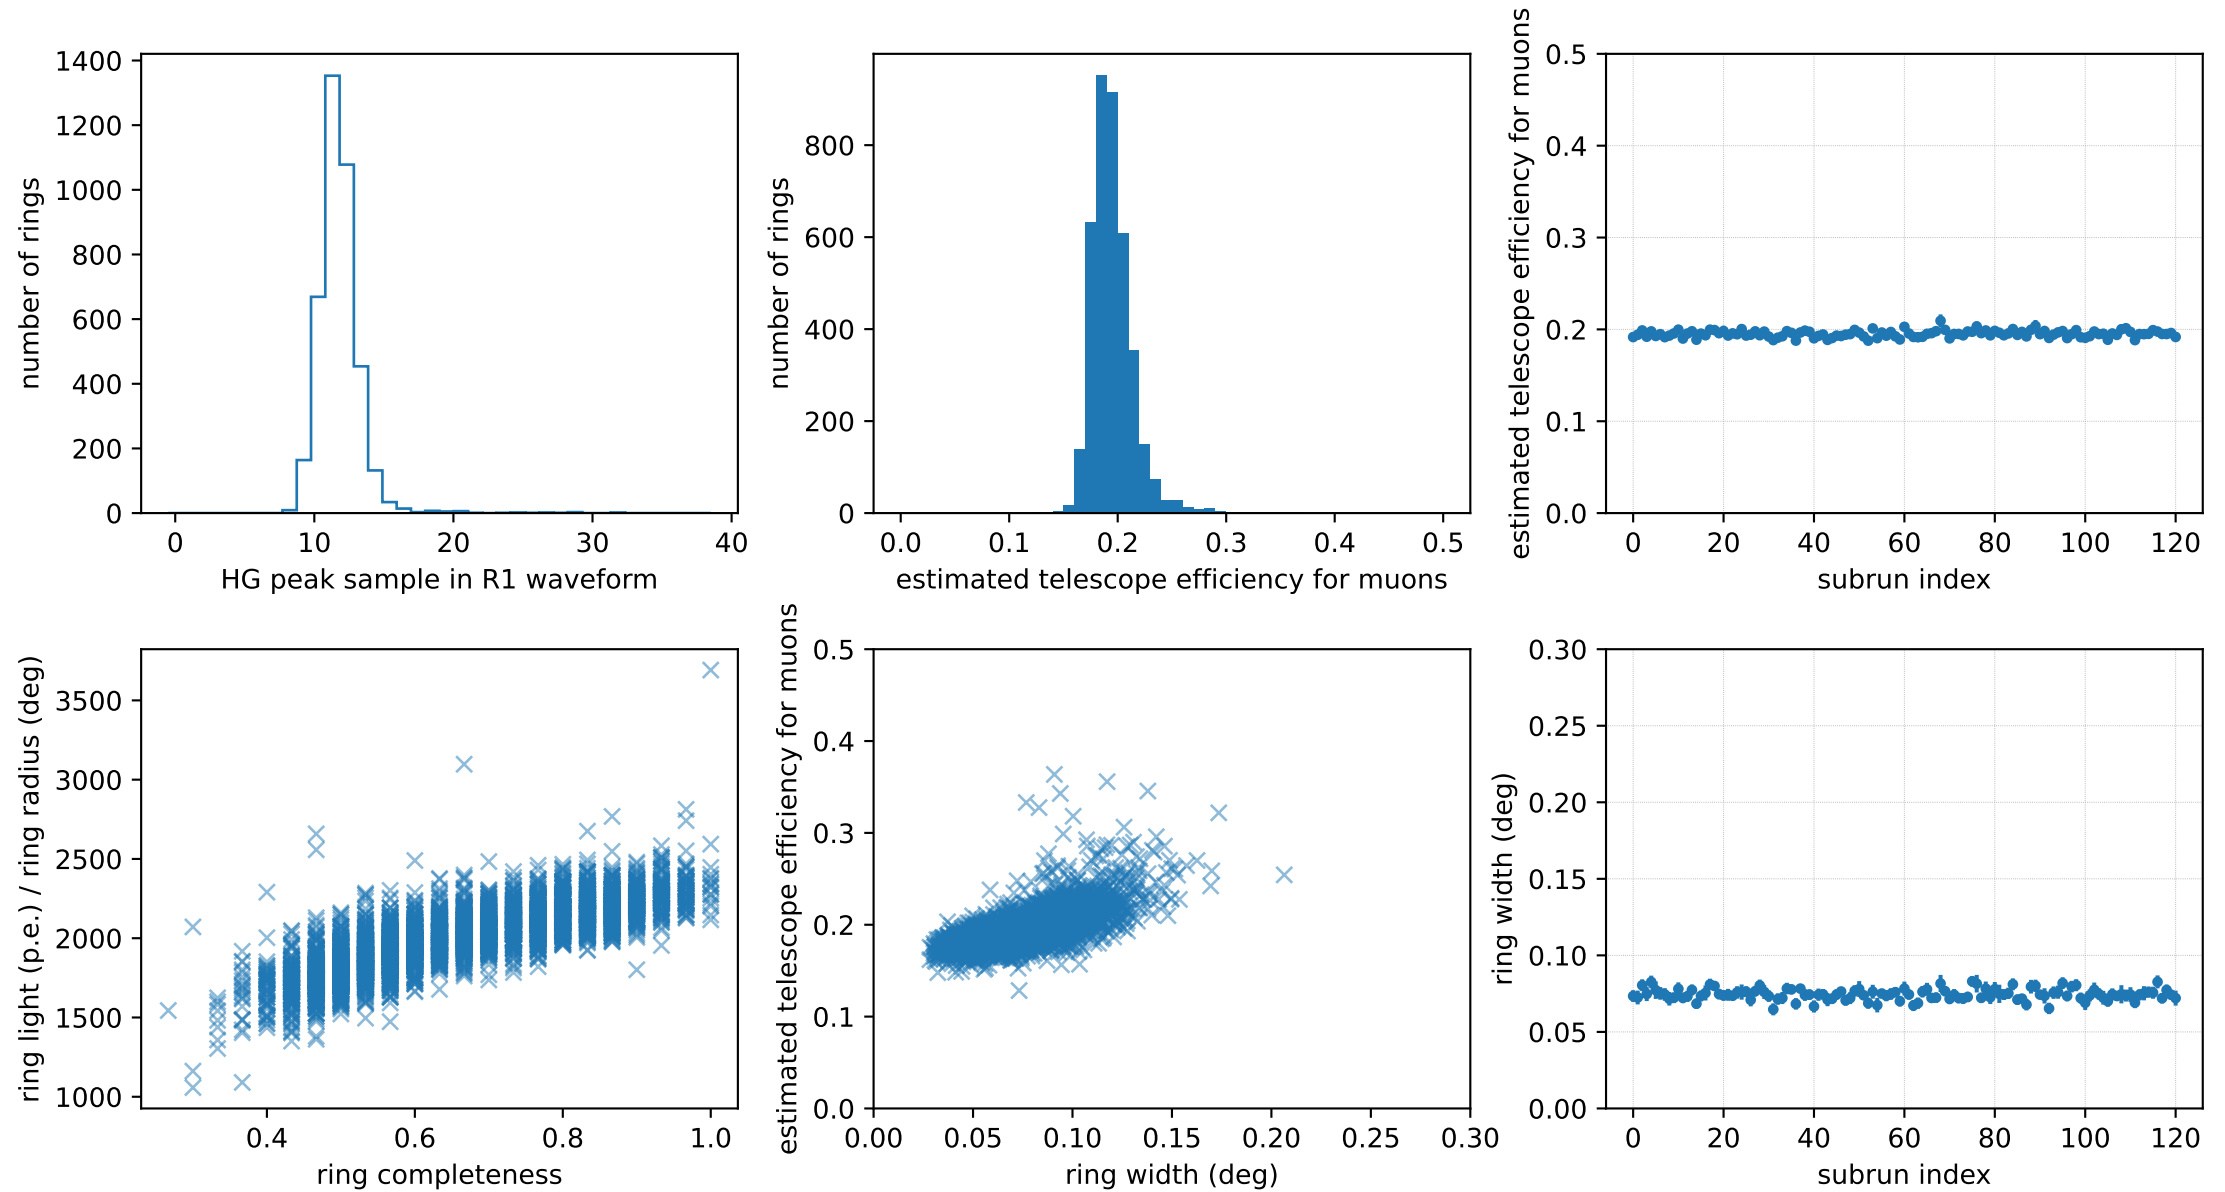 1400
1200
1000
800
600
400
200
0
number of rings
0 10 20 30 40
HG peak sample in R1 waveform
800
600
400
200
0
number of rings
0.0 0.1 0.2 0.3 0.4 0.5
estimated telescope efficiency for muons
0.5
0.4
0.3
0.2
0.1
0.0
estimated telescope efficiency for muons
0 20 40 60 80 100 120
subrun index
3500
3000
2500
2000
1500
1000
ring light (p.e.) / ring radius (deg)
0.4 0.6 0.8 1.0
ring completeness
0.5
0.4
0.3
0.2
0.1
0.0
estimated telescope efficiency for muons
0.00 0.05 0.10 0.15 0.20 0.25 0.30
ring width (deg)
0.30
0.25
0.20
0.15
0.10
0.05
0.00
ring width (deg)
0 20 40 60 80 100 120
subrun index